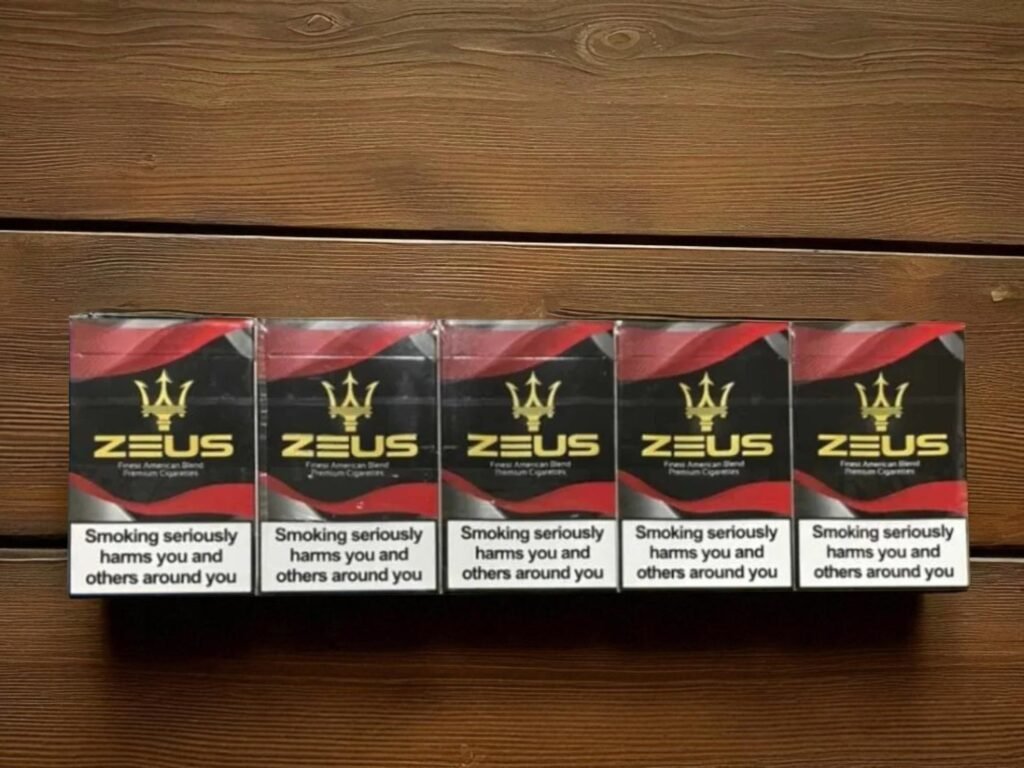 ZEUS
Finest American Blend
Premium Cigarettes
Smoking seriously
harms you and
others around you
ZEUS
Finest American Blend
Premium Cigarettes
Smoking seriously
harms you and
others around you
ZEUS
Finest American Blend
Premium Cigarettes
Smoking seriously
harms you and
others around you
ZEUS
Finest American Blend
Premium Cigarettes
Smoking seriously
harms you and
others around you
ZEUS
Finest American Blend
Premium Cigarettes
Smoking seriously
harms you and
others around you